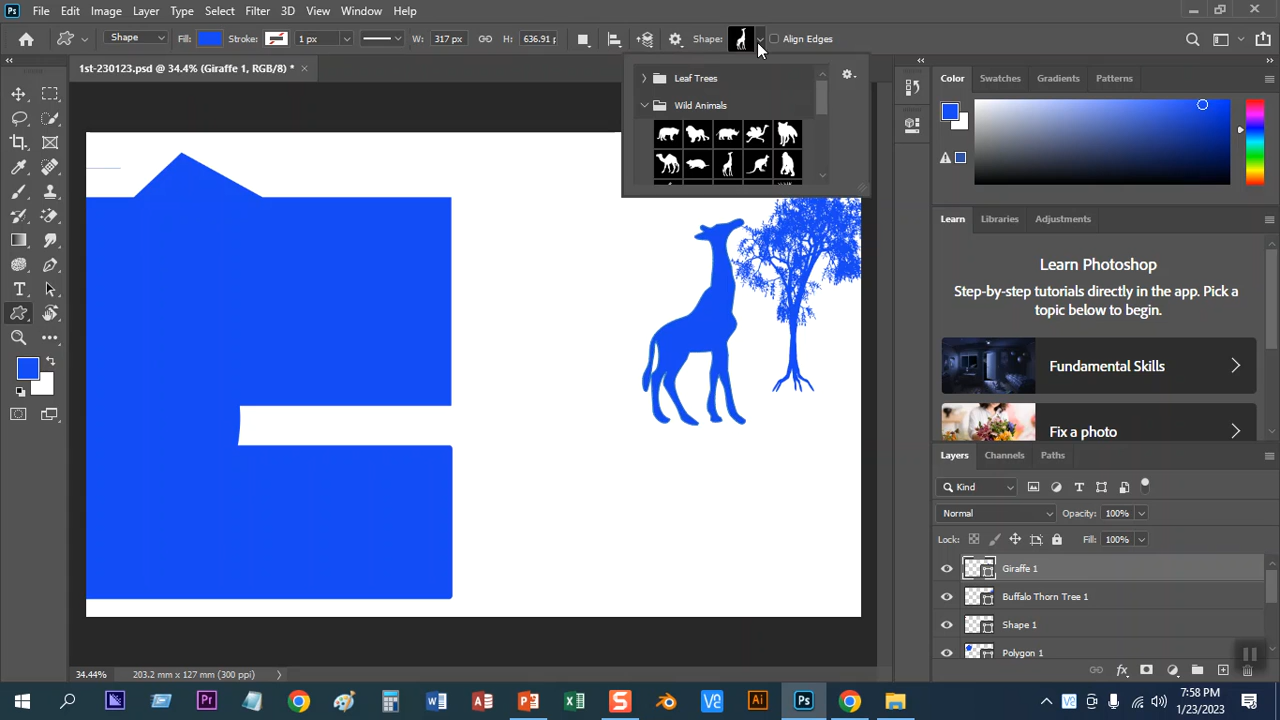 Ps File Edit Image Layer Type Select Filter 3D View Window Help
Shape Fill: Stroke: 1 px W: 317 px H: 636.91 p Shape: Align Edges
1st-230123.psd @ 34.4% (Giraffe 1, RGB/8) *
Leaf Trees
Wild Animals
Color Swatches Gradients Patterns
Learn Libraries Adjustments
Learn Photoshop
Step-by-step tutorials directly in the app. Pick a
topic below to begin.
Fundamental Skills
Fix a photo
Layers Channels Paths
Kind
Normal Opacity: 100%
Lock: Fill: 100%
Giraffe 1
Buffalo Thorn Tree 1
Shape 1
Polygon 1
fx
34.44% 203.2 mm x 127 mm (300 ppi)
Pr Ai Ps
7:58 PM
1/23/2023